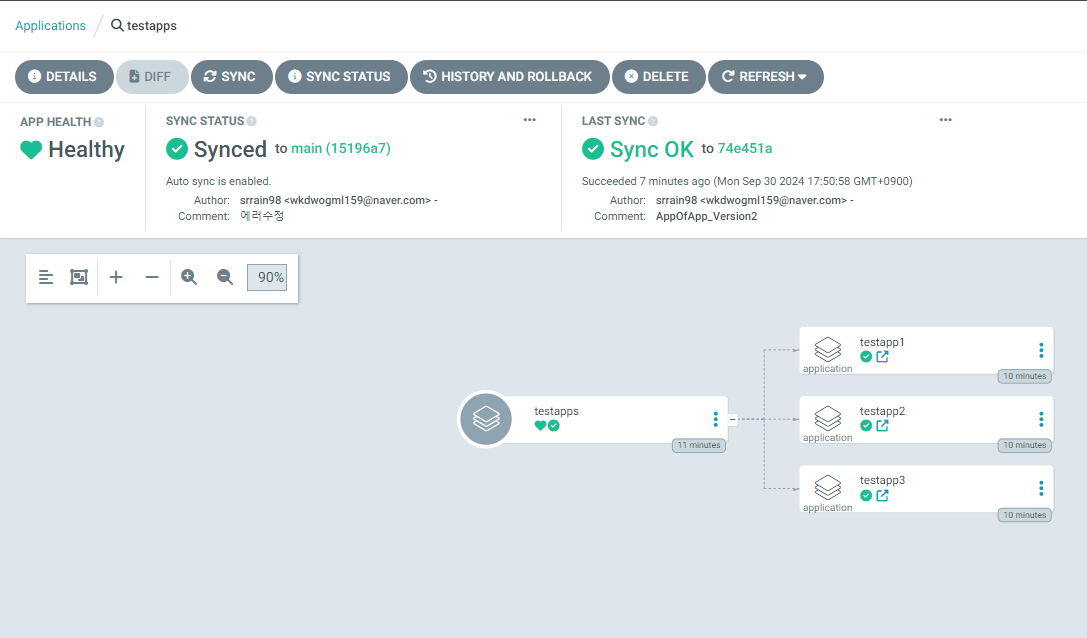 Applications / testapps
DETAILS DIFF SYNC SYNC STATUS HISTORY AND ROLLBACK DELETE REFRESH
APP HEALTH
Healthy
SYNC STATUS
Synced to main (15196a7)
Auto sync is enabled.
Author: srrain98 <wkdwogml159@naver.com> -
Comment: 에러수정
LAST SYNC
Sync OK to 74e451a
Succeeded 7 minutes ago (Mon Sep 30 2024 17:50:58 GMT+0900)
Author: srrain98 <wkdwogml159@naver.com> -
Comment: AppOfApp_Version2
90%
testapps
11 minutes
testapp1
application
10 minutes
testapp2
application
10 minutes
testapp3
application
10 minutes